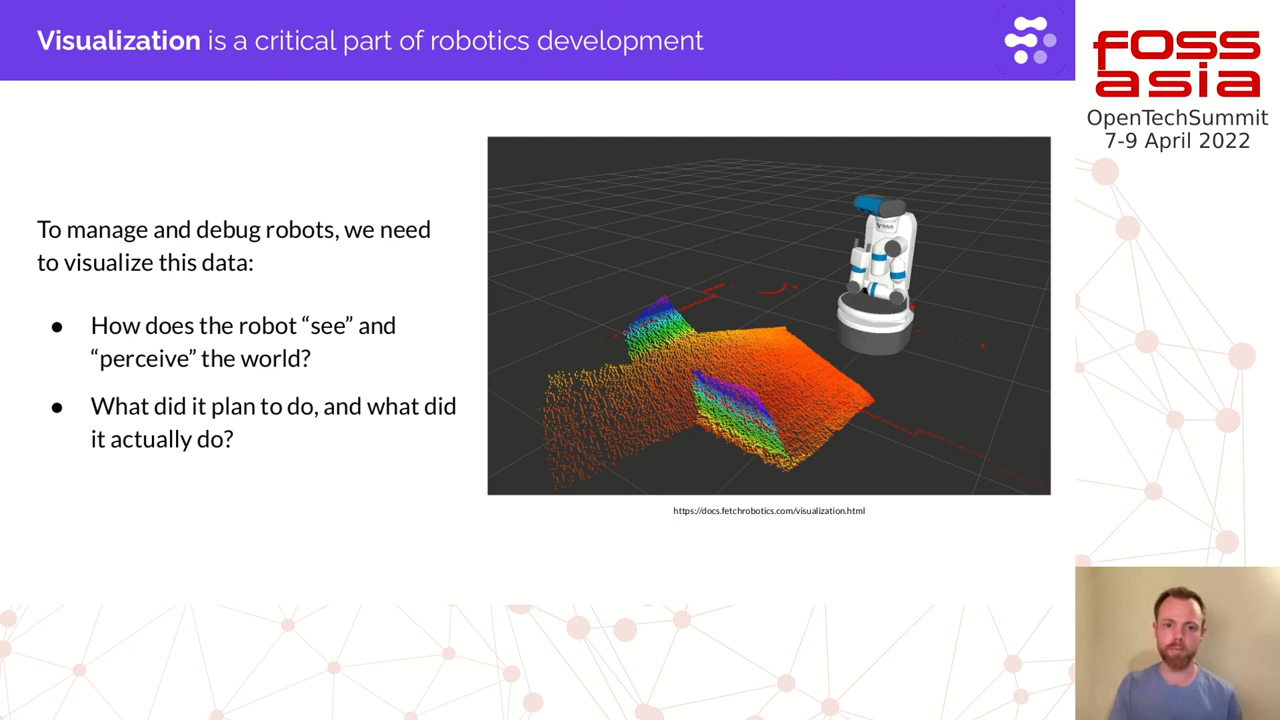 Visualization is a critical part of robotics development
foss
asia
OpenTechSummit
7-9 April 2022
To manage and debug robots, we need
to visualize this data:
● How does the robot “see” and
“perceive” the world?
● What did it plan to do, and what did
it actually do?
fetch
https://docs.fetchrobotics.com/visualization.html